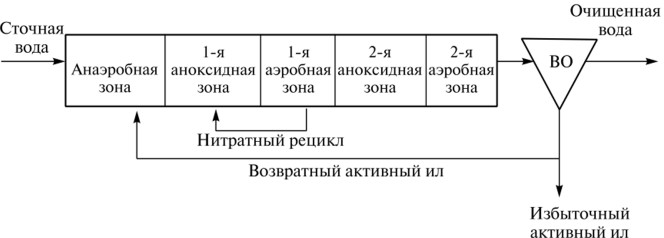 Сточная
вода
Анаэробная
зона
1-я
аноксидная
зона
1-я
аэробная
зона
2-я
аноксидная
зона
2-я
аэробная
зона
ВО
Очищенная
вода
Нитратный рецикл
Возвратный активный ил
Избыточный
активный ил